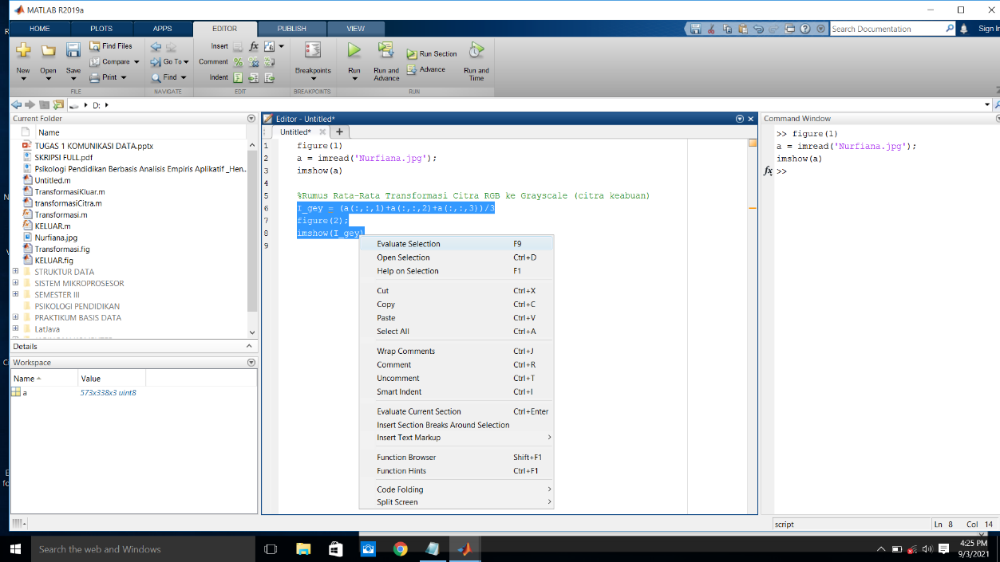 MATLAB R2019a
HOME PLOTS APPS EDITOR PUBLISH VIEW
Search Documentation
Sign In
New Open Save
Find Files
Compare
Print
FILE
Go To
Find
NAVIGATE
Insert
Comment
Indent
EDIT
Breakpoints
BREAKPOINTS
Run
Run and Advance
Run Section
Advance
Run and Time
RUN
D:
Current Folder
Name
TUGAS 1 KOMUNIKASI DATA.pptx
SKRIPSI FULL.pdf
Psikologi Pendidikan Berbasis Analisis Empiris Aplikatif _Hen...
Untitled.m
TransformasiKluar.m
transformasiCitra.m
Transformasi.m
KELUAR.m
Nurfiana.jpg
Transformasi.fig
KELUAR.fig
STRUKTUR DATA
SISTEM MIKROPROSESOR
SEMESTER III
PSIKOLOGI PENDIDIKAN
PRAKTIKUM BASIS DATA
LatJava
Details
Workspace
Name Value
a 573x338x3 uint8
Editor - Untitled*
Untitled*
1 figure(1)
2 a = imread('Nurfiana.jpg');
3 imshow(a)
4
5 %Rumus Rata-Rata Transformasi Citra RGB ke Grayscale (citra keabuan)
6 I_gey = (a(:,:,1)+a(:,:,2)+a(:,:,3))/3
7 figure(2);
8 imshow(I_gey)
9
Evaluate Selection F9
Open Selection Ctrl+D
Help on Selection F1
Cut Ctrl+X
Copy Ctrl+C
Paste Ctrl+V
Select All Ctrl+A
Wrap Comments Ctrl+J
Comment Ctrl+R
Uncomment Ctrl+T
Smart Indent Ctrl+I
Evaluate Current Section Ctrl+Enter
Insert Section Breaks Around Selection
Insert Text Markup
Function Browser Shift+F1
Function Hints Ctrl+F1
Code Folding
Split Screen
Command Window
>> figure(1)
a = imread('Nurfiana.jpg');
imshow(a)
fx >>
script
Ln 8 Col 14
Search the web and Windows
4:25 PM
9/3/2021